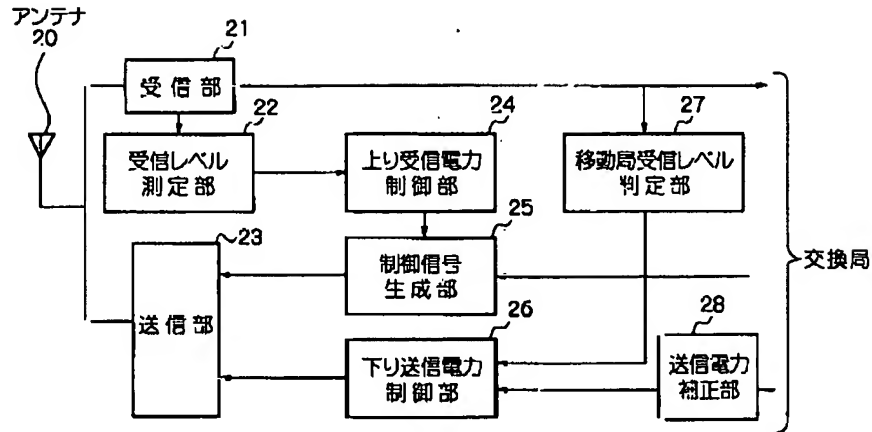 アンテナ
20
21
受信部
22
受信レベル
測定部
24
上り受信電力
制御部
27
移動局受信レベル
判定部
23
送信部
25
制御信号
生成部
26
下り送信電力
制御部
28
送信電力
補正部
交換局